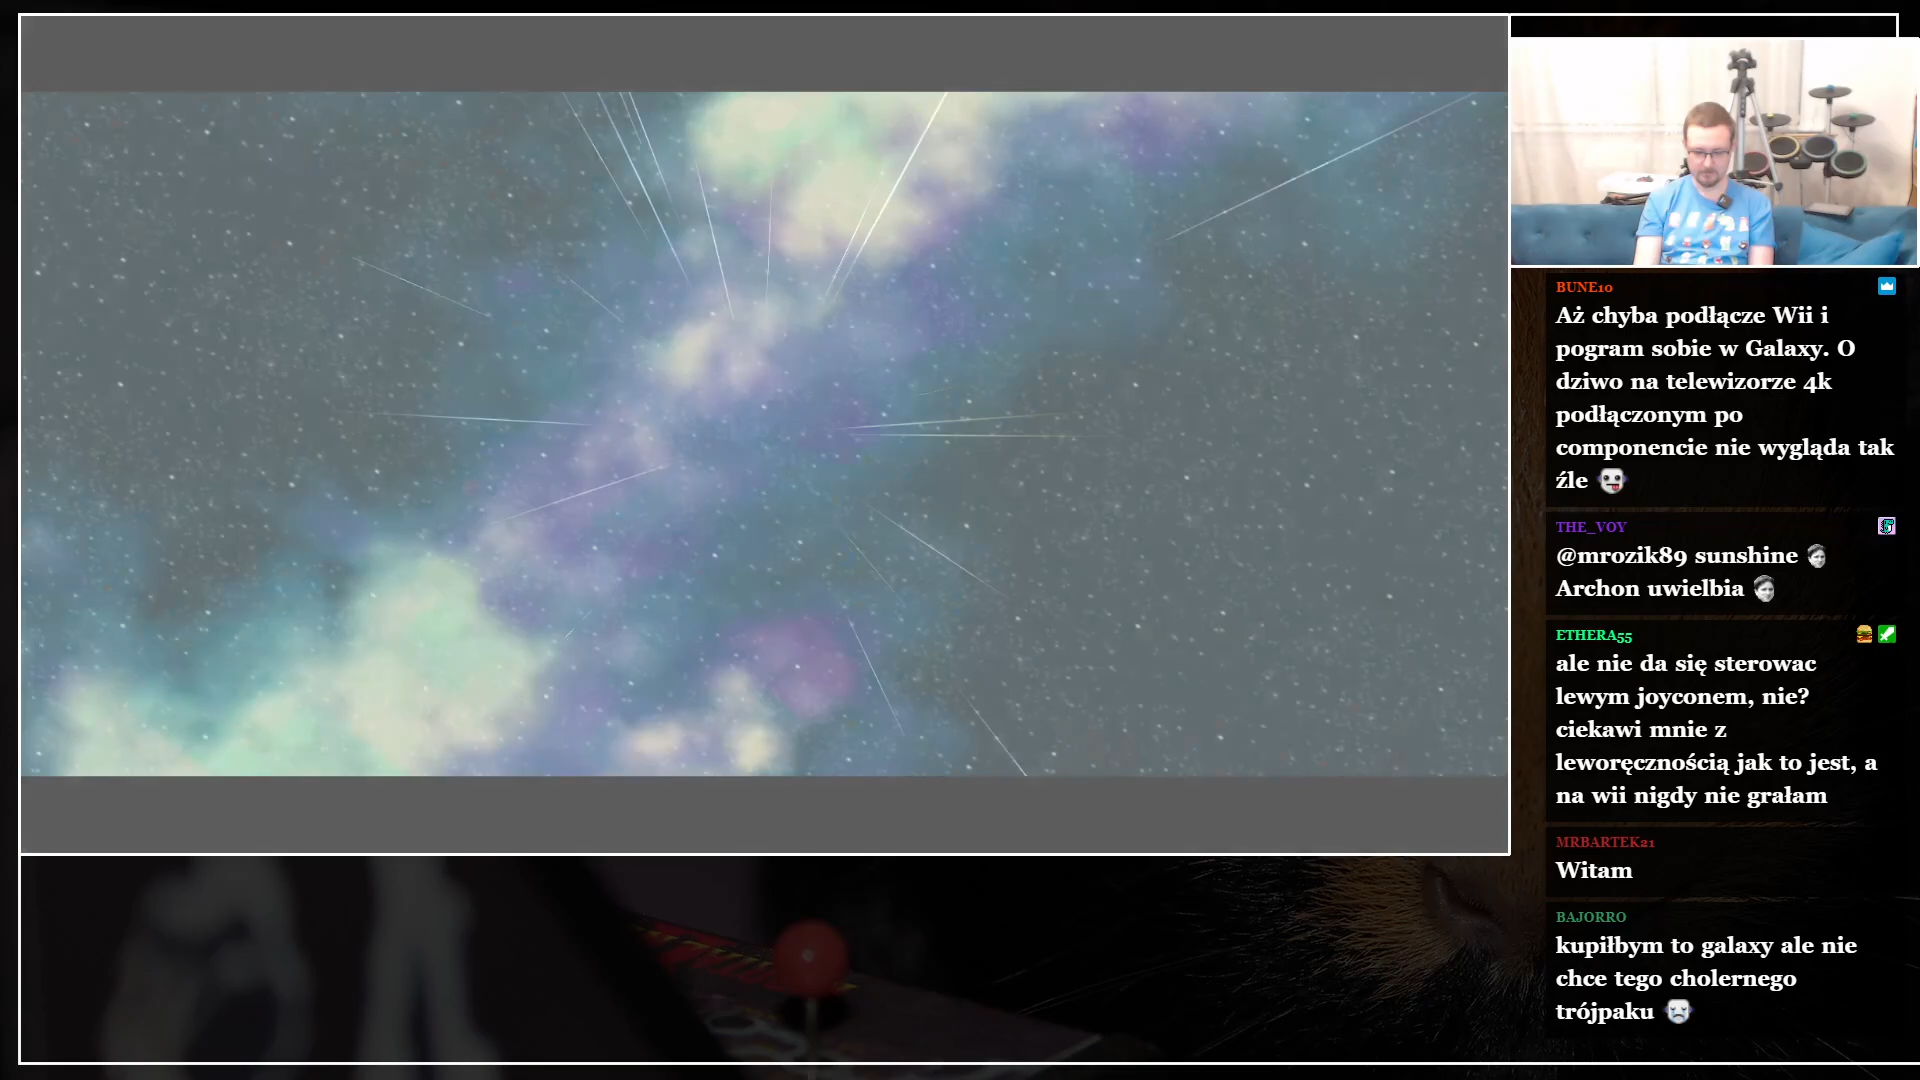 BUNE10
Aż chyba podłącze Wii i
pogram sobie w Galaxy. O
dziwo na telewizorze 4k
podłączonym po
componencie nie wygląda tak
źle
THE_VOY
@mrozik89 sunshine
Archon uwielbia
ETHERA55
ale nie da się sterowac
lewym joyconem, nie?
ciekawi mnie z
leworęcznością jak to jest, a
na wii nigdy nie grałam
MRBARTEK21
Witam
BAJORRO
kupiłbym to galaxy ale nie
chce tego cholernego
trójpaku